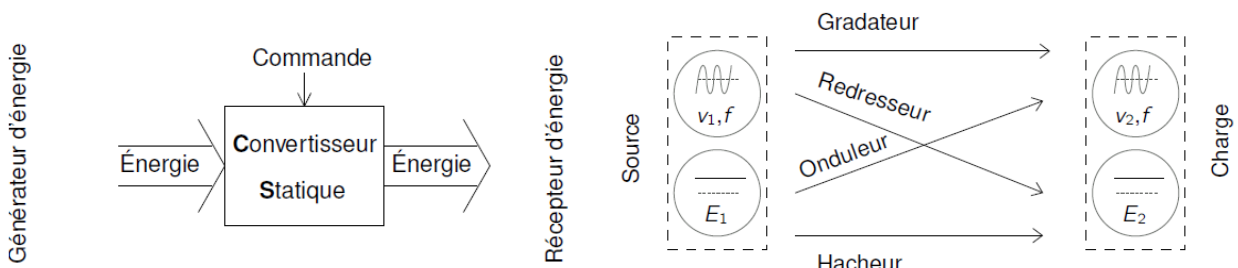 Générateur d'énergie
Commande
Énergie
Convertisseur
Statique
Énergie
Récepteur d'énergie
Source
v1,f
E1
Gradateur
Redresseur
Onduleur
Hacheur
v2,f
E2
Charge